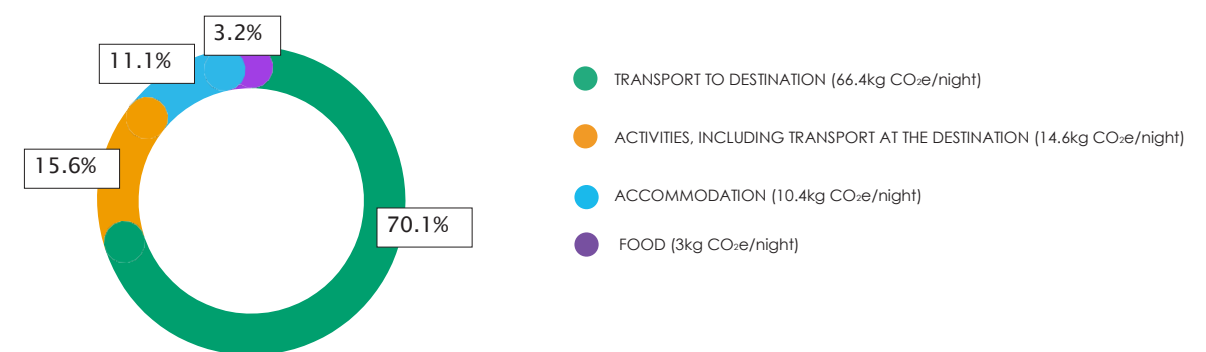 3.2%
11.1%
15.6%
70.1%
TRANSPORT TO DESTINATION (66.4kg CO₂e/night)
ACTIVITIES, INCLUDING TRANSPORT AT THE DESTINATION (14.6kg CO₂e/night)
ACCOMMODATION (10.4kg CO₂e/night)
FOOD (3kg CO₂e/night)